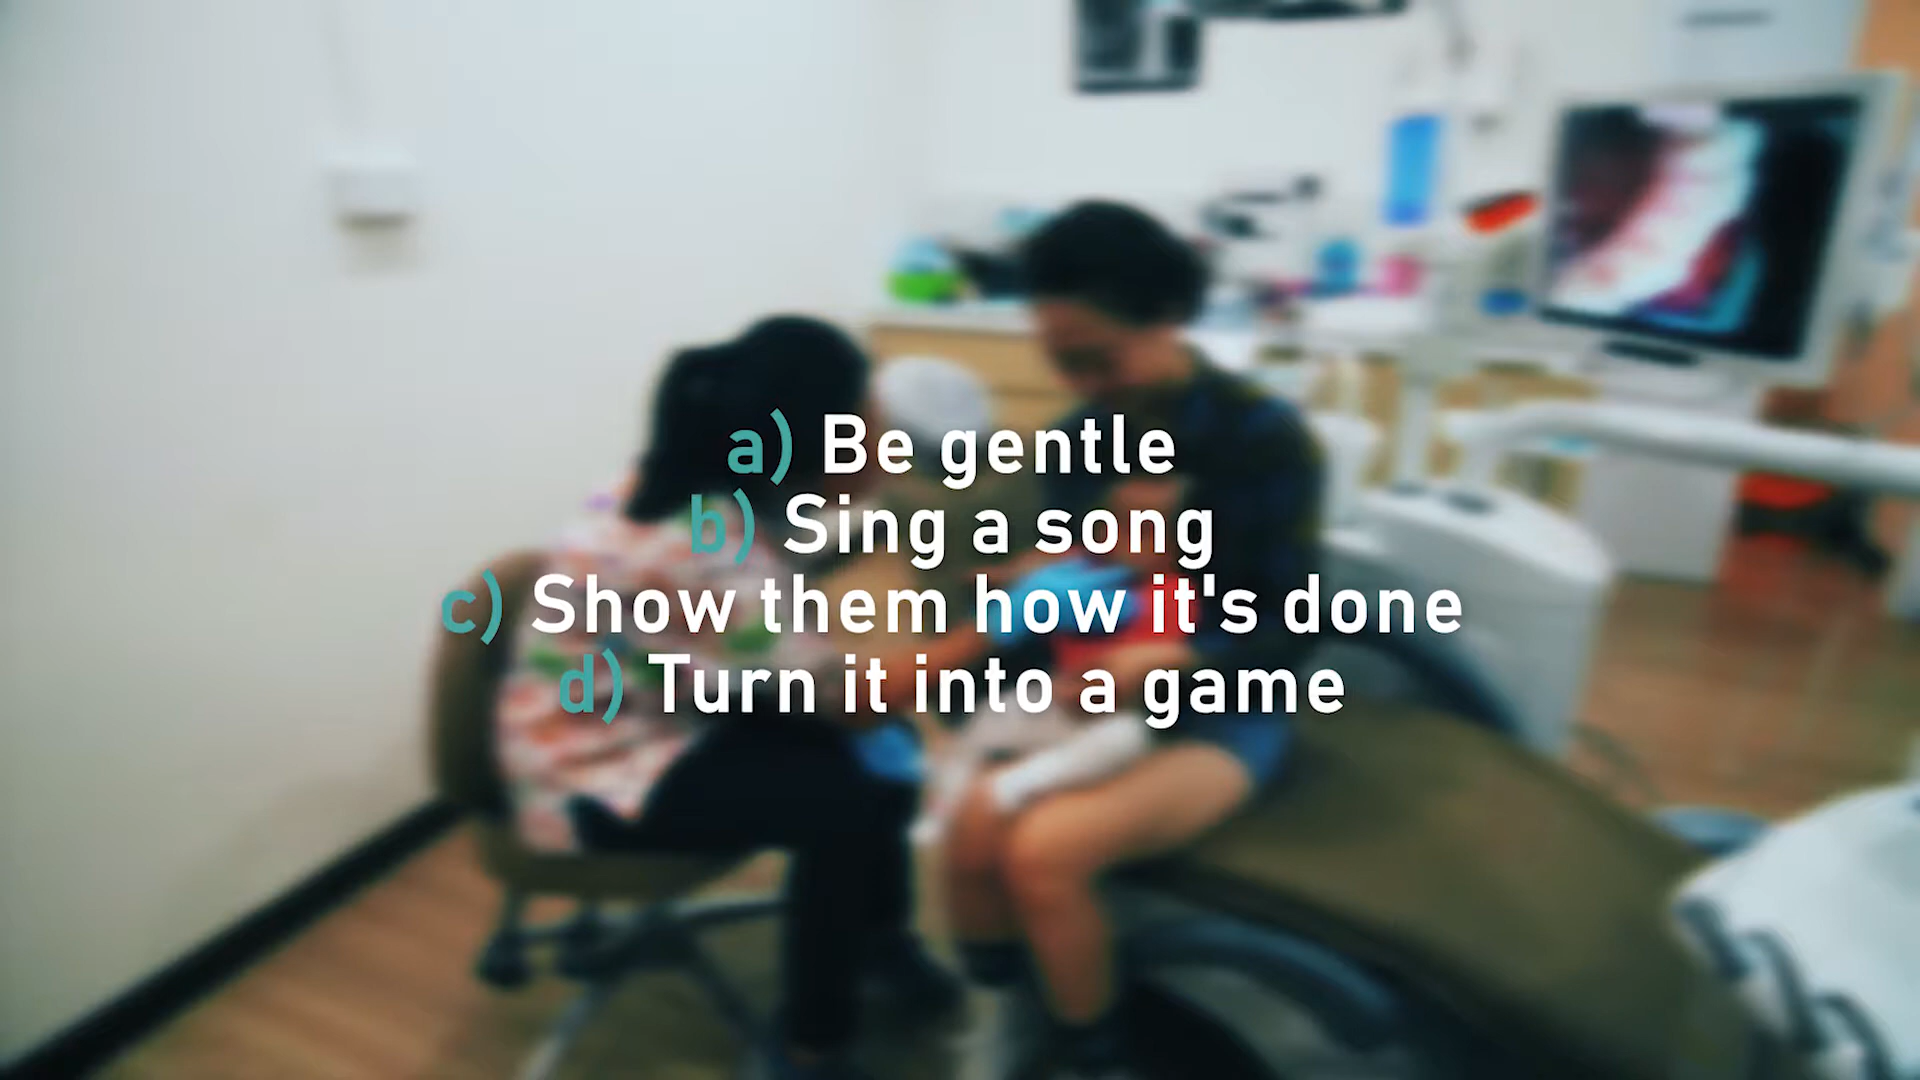 a) Be gentle
b) Sing a song
c) Show them how it's done
d) Turn it into a game